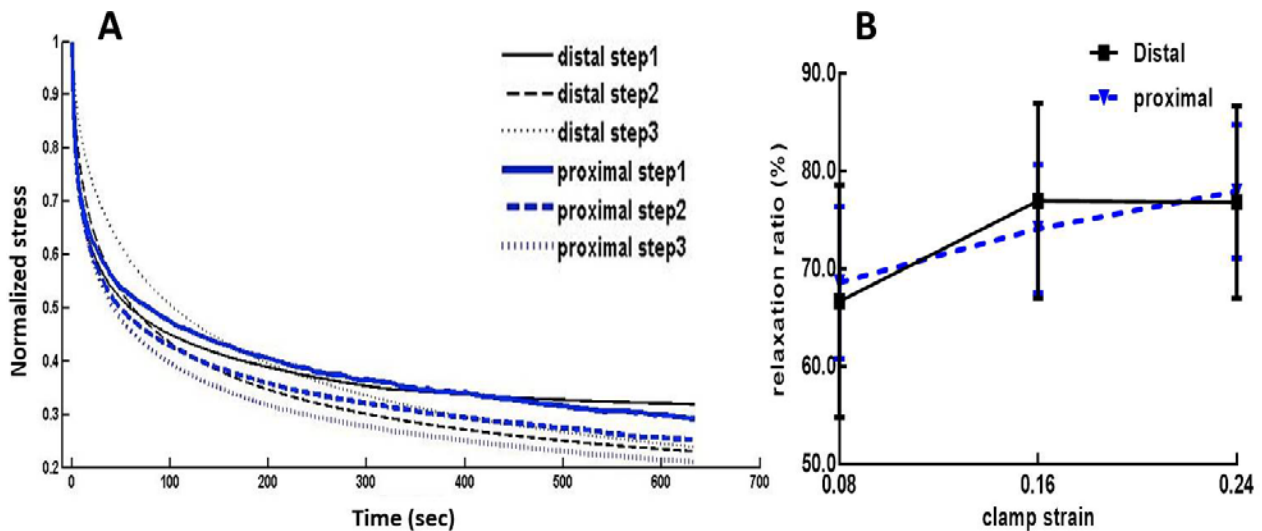 A
1
0.9
0.8
0.7
0.6
0.5
0.4
0.3
0.2
Normalized stress
0
100
200
300
400
500
600
700
Time (sec)
distal step1
distal step2
distal step3
proximal step1
proximal step2
proximal step3
B
Distal
proximal
90.0
80.0
70.0
60.0
50.0
relaxation ratio (%)
0.08
0.16
0.24
clamp strain